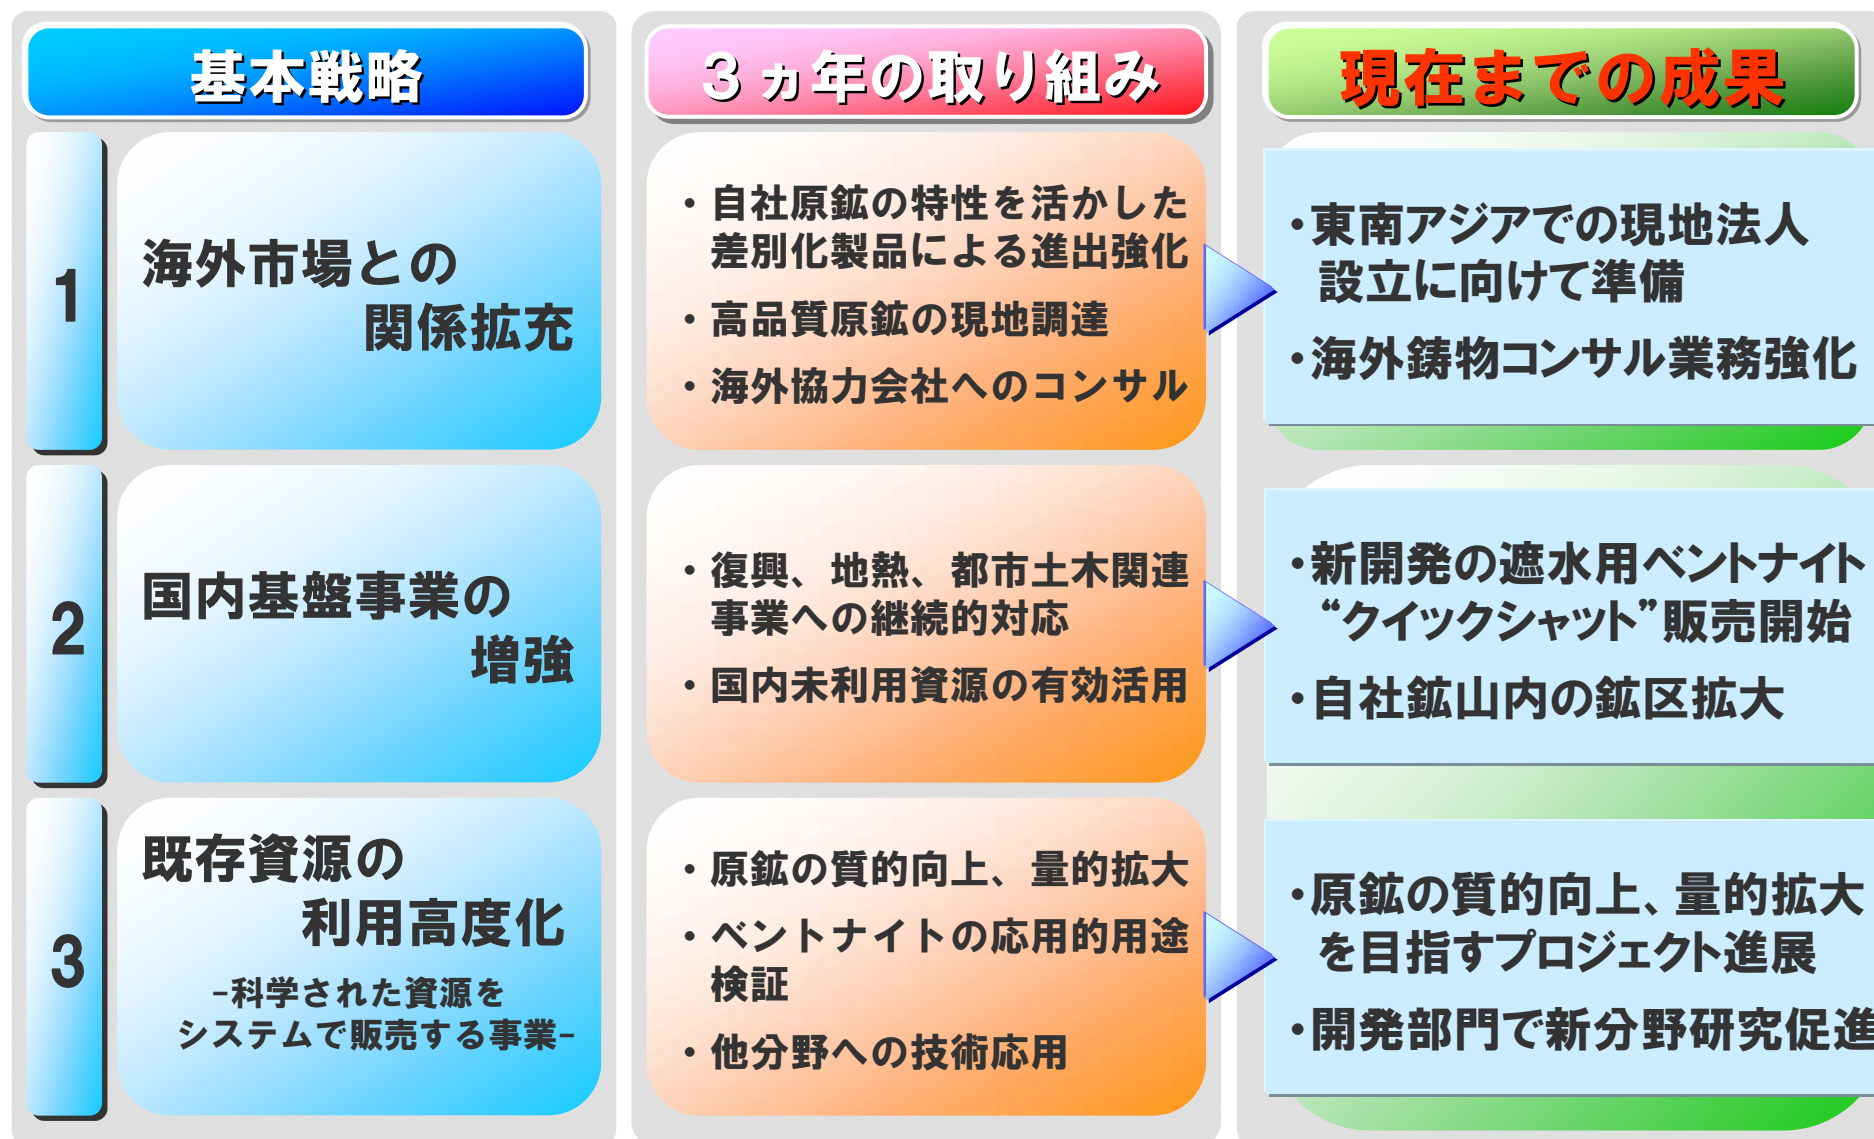 基本戦略
3ヵ年の取り組み
現在までの成果
1
海外市場との
関係拡充
・自社原鉱の特性を活かした
差別化製品による進出強化
・高品質原鉱の現地調達
・海外協力会社へのコンサル
・東南アジアでの現地法人
設立に向けて準備
・海外鋳物コンサル業務強化
2
国内基盤事業の
増強
・復興、地熱、都市土木関連
事業への継続的対応
・国内未利用資源の有効活用
・新開発の遮水用ベントナイト
“クイックシャット”販売開始
・自社鉱山内の鉱区拡大
3
既存資源の
利用高度化
-科学された資源を
システムで販売する事業-
・原鉱の質的向上、量的拡大
・ベントナイトの応用的用途
検証
・他分野への技術応用
・原鉱の質的向上、量的拡大
を目指すプロジェクト進展
・開発部門で新分野研究促進